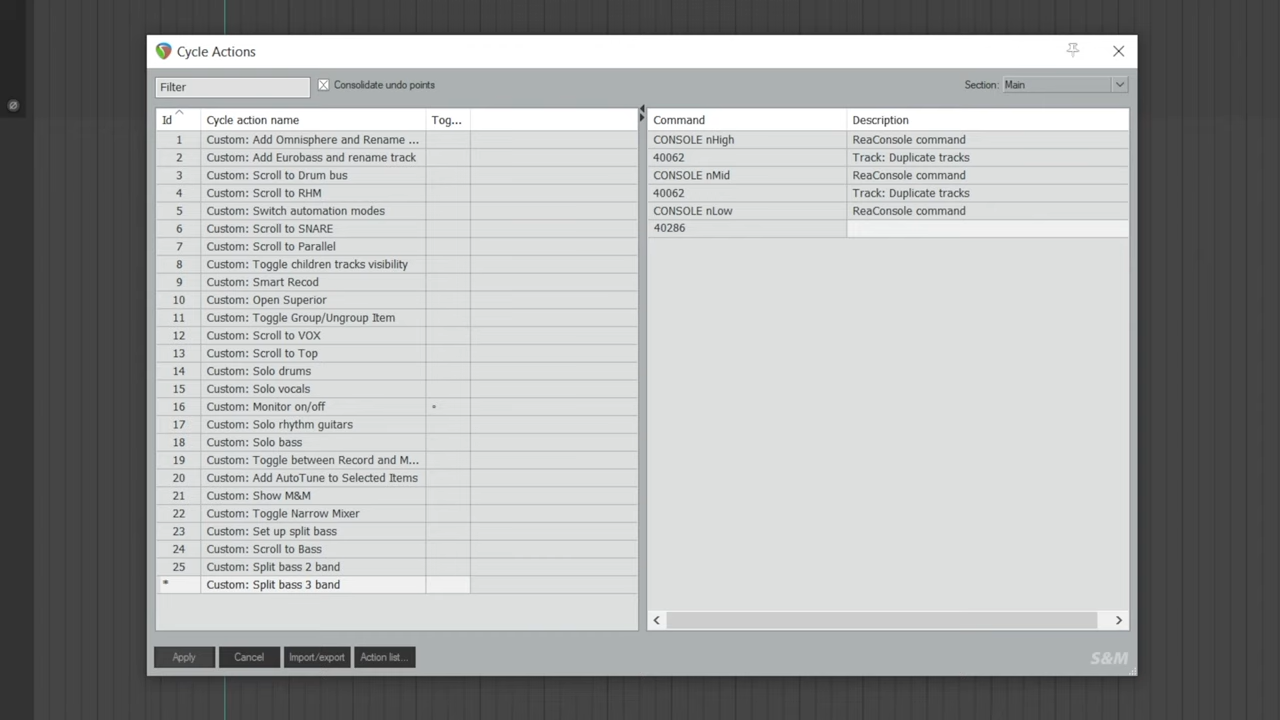 Cycle Actions
Filter
Consolidate undo points
Section: Main
Id Cycle action name Tog...
1 Custom: Add Omnisphere and Rename ...
2 Custom: Add Eurobass and rename track
3 Custom: Scroll to Drum bus
4 Custom: Scroll to RHM
5 Custom: Switch automation modes
6 Custom: Scroll to SNARE
7 Custom: Scroll to Parallel
8 Custom: Toggle children tracks visibility
9 Custom: Smart Recod
10 Custom: Open Superior
11 Custom: Toggle Group/Ungroup Item
12 Custom: Scroll to VOX
13 Custom: Scroll to Top
14 Custom: Solo drums
15 Custom: Solo vocals
16 Custom: Monitor on/off •
17 Custom: Solo rhythm guitars
18 Custom: Solo bass
19 Custom: Toggle between Record and M...
20 Custom: Add AutoTune to Selected Items
21 Custom: Show M&M
22 Custom: Toggle Narrow Mixer
23 Custom: Set up split bass
24 Custom: Scroll to Bass
25 Custom: Split bass 2 band
* Custom: Split bass 3 band
Command Description
CONSOLE nHigh ReaConsole command
40062 Track: Duplicate tracks
CONSOLE nMid ReaConsole command
40062 Track: Duplicate tracks
CONSOLE nLow ReaConsole command
40286
Apply Cancel Import/export Action list...
S&M